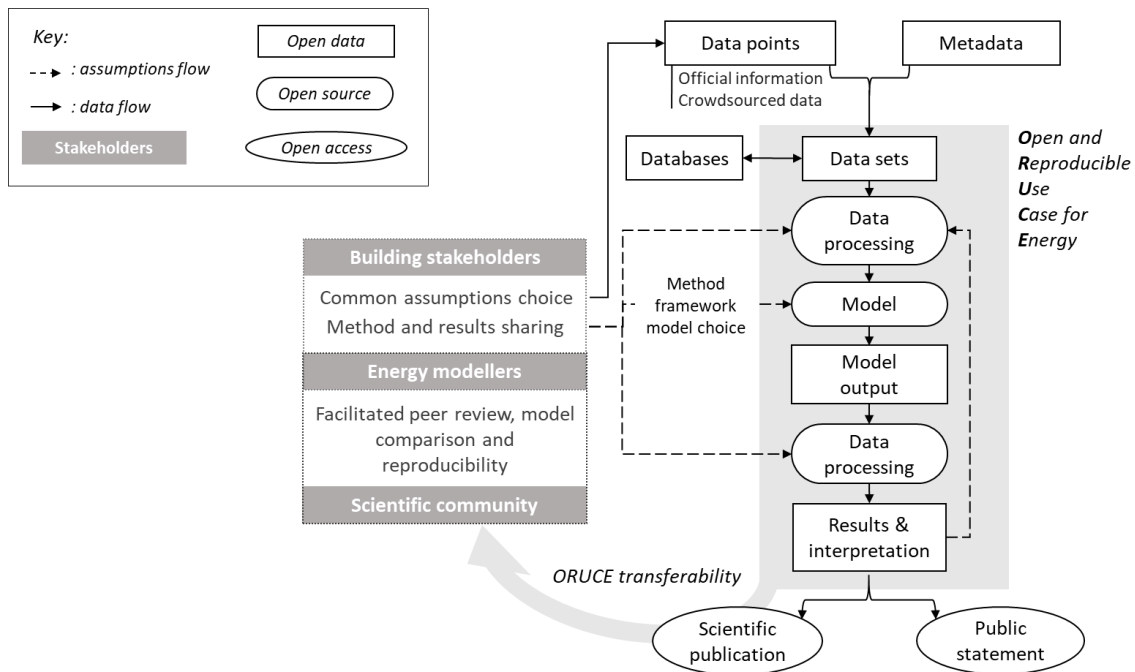 Key:
: assumptions flow
: data flow
Stakeholders
Open data
Open source
Open access
Data points
Metadata
Official information
Crowdsourced data
Databases
Data sets
Open and
Reproducible
Use
Case for
Energy
Data
processing
Building stakeholders
Common assumptions choice
Method and results sharing
Method
framework
model choice
Model
Energy modellers
Model
output
Facilitated peer review, model
comparison and
reproducibility
Data
processing
Scientific community
Results &
interpretation
ORUCE transferability
Scientific
publication
Public
statement